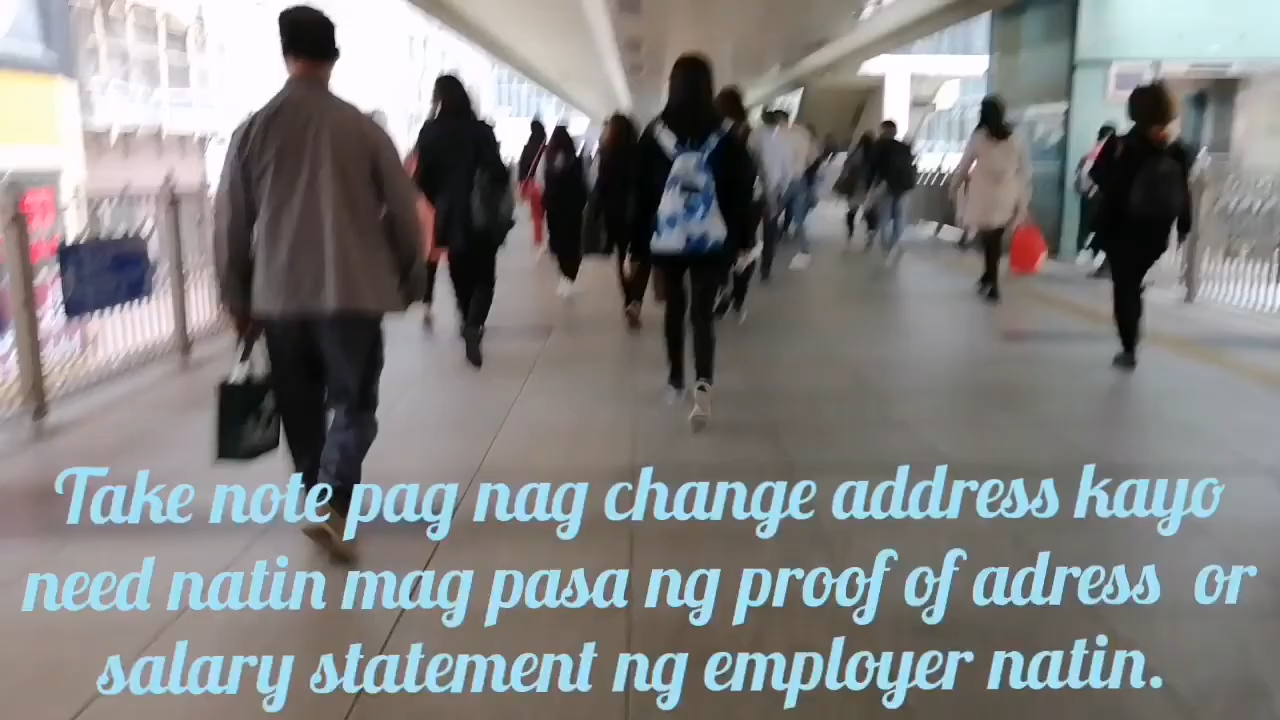 Take note pag nag change address kayo
need natin mag pasa ng proof of adress or
salary statement ng employer natin.